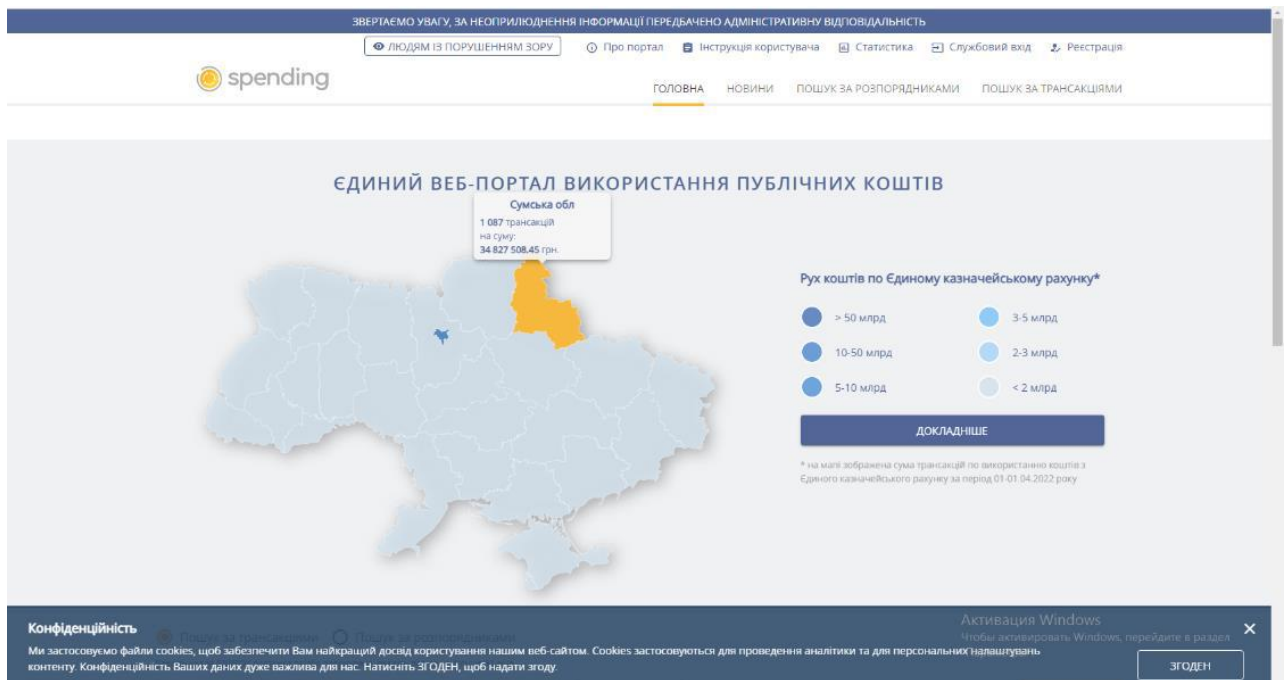 ЗВЕРТАЄМО УВАГУ, ЗА НЕОПРИЛЮДНЕННЯ ІНФОРМАЦІЇ ПЕРЕДБАЧЕНО АДМІНІСТРАТИВНУ ВІДПОВІДАЛЬНІСТЬ
ЛЮДЯМ ІЗ ПОРУШЕННЯМ ЗОРУ Про портал Інструкція користувача Статистика Службовий вхід Реєстрація
spending
ГОЛОВНА НОВИНИ ПОШУК ЗА РОЗПОРЯДНИКАМИ ПОШУК ЗА ТРАНСАКЦІЯМИ
ЄДИНИЙ ВЕБ-ПОРТАЛ ВИКОРИСТАННЯ ПУБЛІЧНИХ КОШТІВ
Сумська обл
1 087 трансакцій
на суму:
34 827 508.45 грн.
Рух коштів по Єдиному казначейському рахунку*
> 50 млрд 3-5 млрд
10-50 млрд 2-3 млрд
5-10 млрд < 2 млрд
ДОКЛАДНІШЕ
* на мапі зображена сума трансакцій по використанню коштів з
Єдиного казначейського рахунку за період 01-01.04.2022 року
Конфіденційність
Пошук за трансакціями Пошук за розпорядниками
Ми застосовуємо файли cookies, щоб забезпечити Вам найкращий досвід користування нашим веб-сайтом. Cookies застосовуються для проведення аналітики та для персональних налаштувань
контенту. Конфіденційність Ваших даних дуже важлива для нас. Натисніть ЗГОДЕН, щоб надати згоду.
Активация Windows
Чтобы активировать Windows, перейдите в раздел
ЗГОДЕН